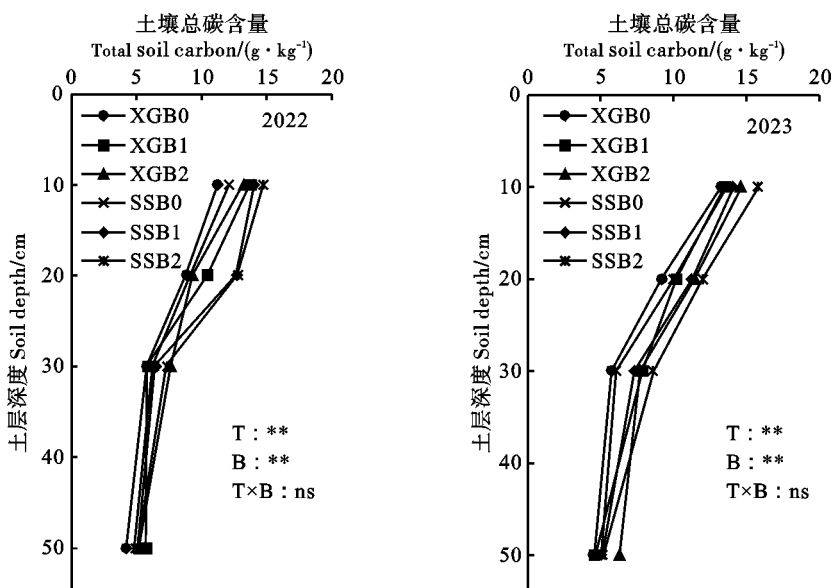 土壤总碳含量
Total soil carbon/(g·kg⁻¹)
0 5 10 15 20
0
10
20
30
40
50
土层深度 Soil depth/cm
XGB0
XGB1
XGB2
SSB0
SSB1
SSB2
2022
T：**
B：**
T×B：ns
土壤总碳含量
Total soil carbon/(g·kg⁻¹)
0 5 10 15 20
0
10
20
30
40
50
土层深度 Soil depth/cm
XGB0
XGB1
XGB2
SSB0
SSB1
SSB2
2023
T：**
B：**
T×B：ns